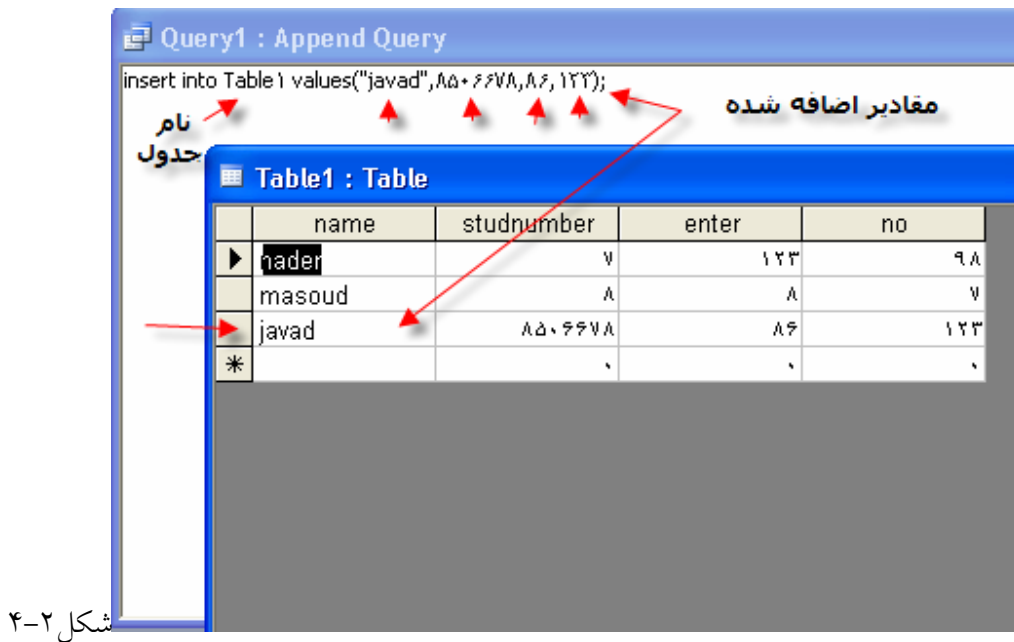 Query1 : Append Query
insert into Table۱ values("javad",۸۵۰۶۶۷۸,۸۶,۱۲۳);
مقادیر اضافه شده
نام
جدول
Table1 : Table
name studnumber enter no
nader ۷ ۱۲۳ ۹۸
masoud ۸ ۸ ۷
javad ۸۵۰۶۶۷۸ ۸۶ ۱۲۳
۰ ۰ ۰
شکل ۲-۴